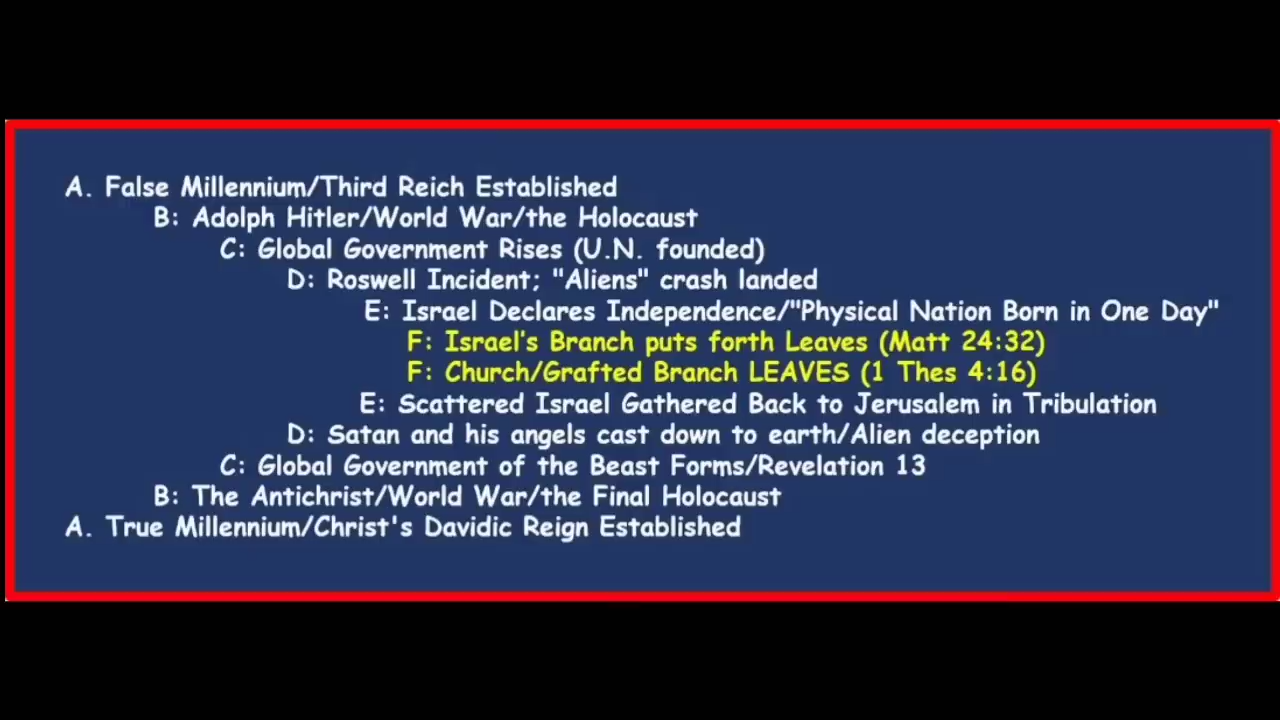 A. False Millennium/Third Reich Established
B: Adolph Hitler/World War/the Holocaust
C: Global Government Rises (U.N. founded)
D: Roswell Incident; "Aliens" crash landed
E: Israel Declares Independence/"Physical Nation Born in One Day"
F: Israel's Branch puts forth Leaves (Matt 24:32)
F: Church/Grafted Branch LEAVES (1 Thes 4:16)
E: Scattered Israel Gathered Back to Jerusalem in Tribulation
D: Satan and his angels cast down to earth/Alien deception
C: Global Government of the Beast Forms/Revelation 13
B: The Antichrist/World War/the Final Holocaust
A. True Millennium/Christ's Davidic Reign Established